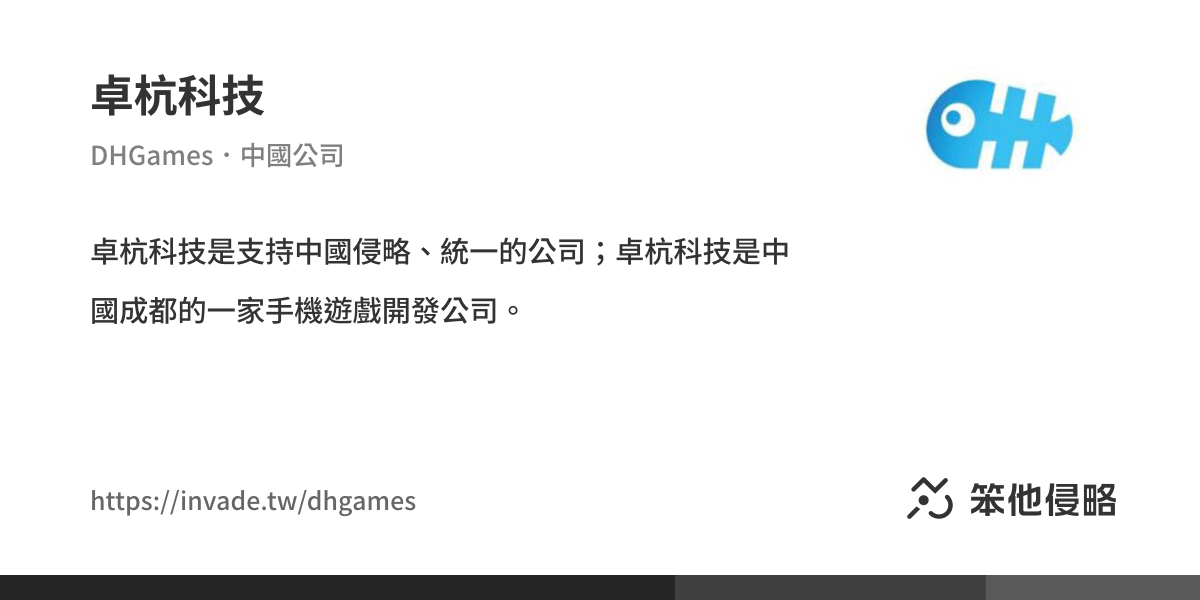 卓杭科技
DHGames・中國公司
卓杭科技是支持中國侵略、統一的公司；卓杭科技是中
國成都的一家手機遊戲開發公司。
https://invade.tw/dhgames
笨他侵略